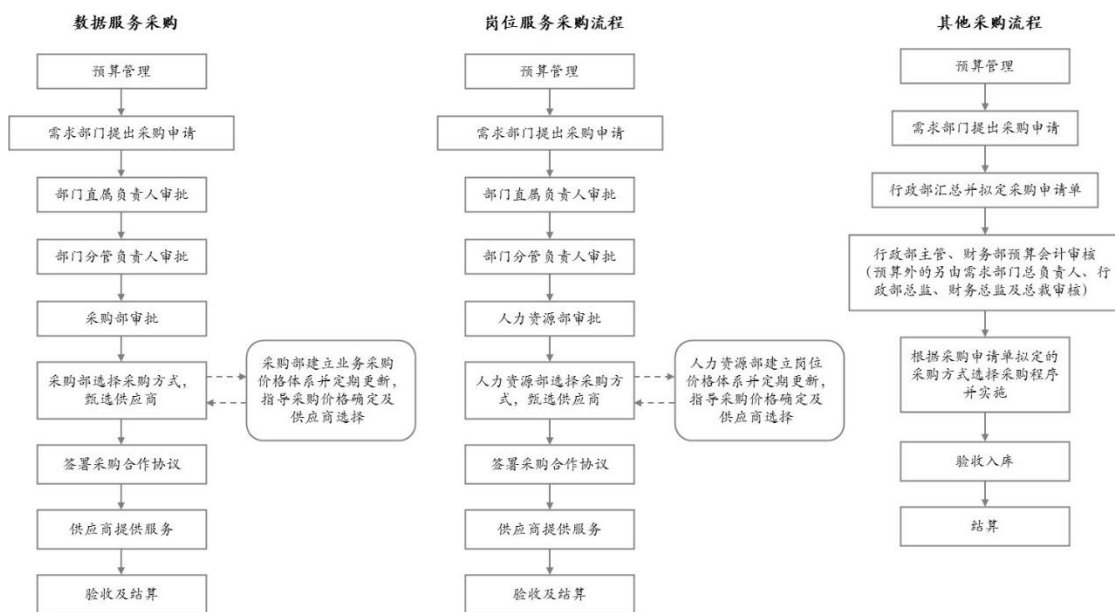 数据服务采购
预算管理
需求部门提出采购申请
部门直属负责人审批
部门分管负责人审批
采购部审批
采购部选择采购方式，
甄选供应商
采购部建立业务采购
价格体系并定期更新，
指导采购价格确定及
供应商选择
签署采购合作协议
供应商提供服务
验收及结算
岗位服务采购流程
预算管理
需求部门提出采购申请
部门直属负责人审批
部门分管负责人审批
人力资源部审批
人力资源部选择采购方
式，甄选供应商
人力资源部建立岗位
价格体系并定期更新，
指导采购价格确定及
供应商选择
签署采购合作协议
供应商提供服务
验收及结算
其他采购流程
预算管理
需求部门提出采购申请
行政部汇总并拟定采购申请单
行政部主管、财务部预算会计审核
（预算外的另由需求部门总负责人、行
政部总监、财务总监及总裁审核）
根据采购申请单拟定的
采购方式选择采购程序
并实施
验收入库
结算